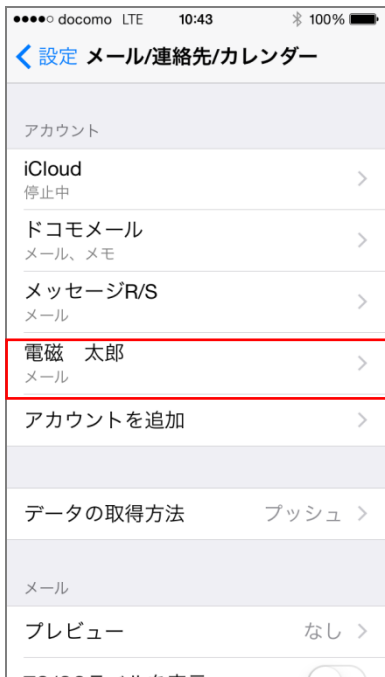 docomo LTE 10:43 100%
設定 メール/連絡先/カレンダー
アカウント
iCloud
停止中
ドコモメール
メール、メモ
メッセージR/S
メール
電磁　太郎
メール
アカウントを追加
データの取得方法 プッシュ
メール
プレビュー なし